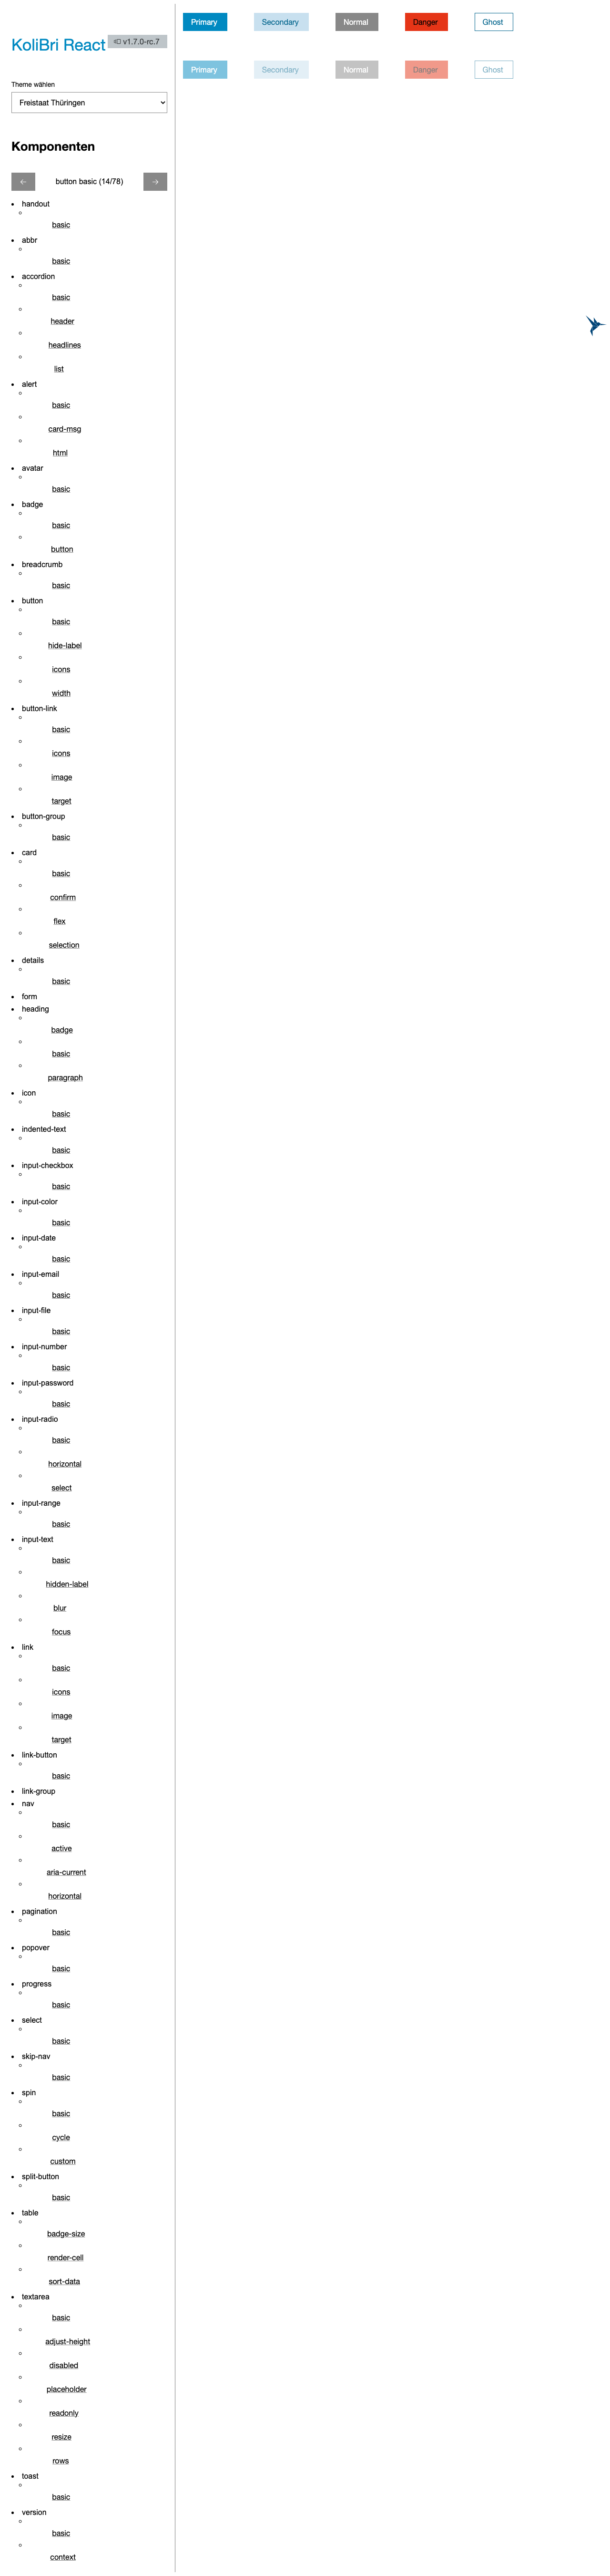 KoliBri React v1.7.0-rc.7
Theme wählen
Freistaat Thüringen
Komponenten
← button basic (14/78) →
handout
basic
abbr
basic
accordion
basic
header
headlines
list
alert
basic
card-msg
html
avatar
basic
badge
basic
button
breadcrumb
basic
button
basic
hide-label
icons
width
button-link
basic
icons
image
target
button-group
basic
card
basic
confirm
flex
selection
details
basic
form
heading
badge
basic
paragraph
icon
basic
indented-text
basic
input-checkbox
basic
input-color
basic
input-date
basic
input-email
basic
input-file
basic
input-number
basic
input-password
basic
input-radio
basic
horizontal
select
input-range
basic
input-text
basic
hidden-label
blur
focus
link
basic
icons
image
target
link-button
basic
link-group
nav
basic
active
aria-current
horizontal
pagination
basic
popover
basic
progress
basic
select
basic
skip-nav
basic
spin
basic
cycle
custom
split-button
basic
table
badge-size
render-cell
sort-data
textarea
basic
adjust-height
disabled
placeholder
readonly
resize
rows
toast
basic
version
basic
context
Primary Secondary Normal Danger Ghost
Primary Secondary Normal Danger Ghost